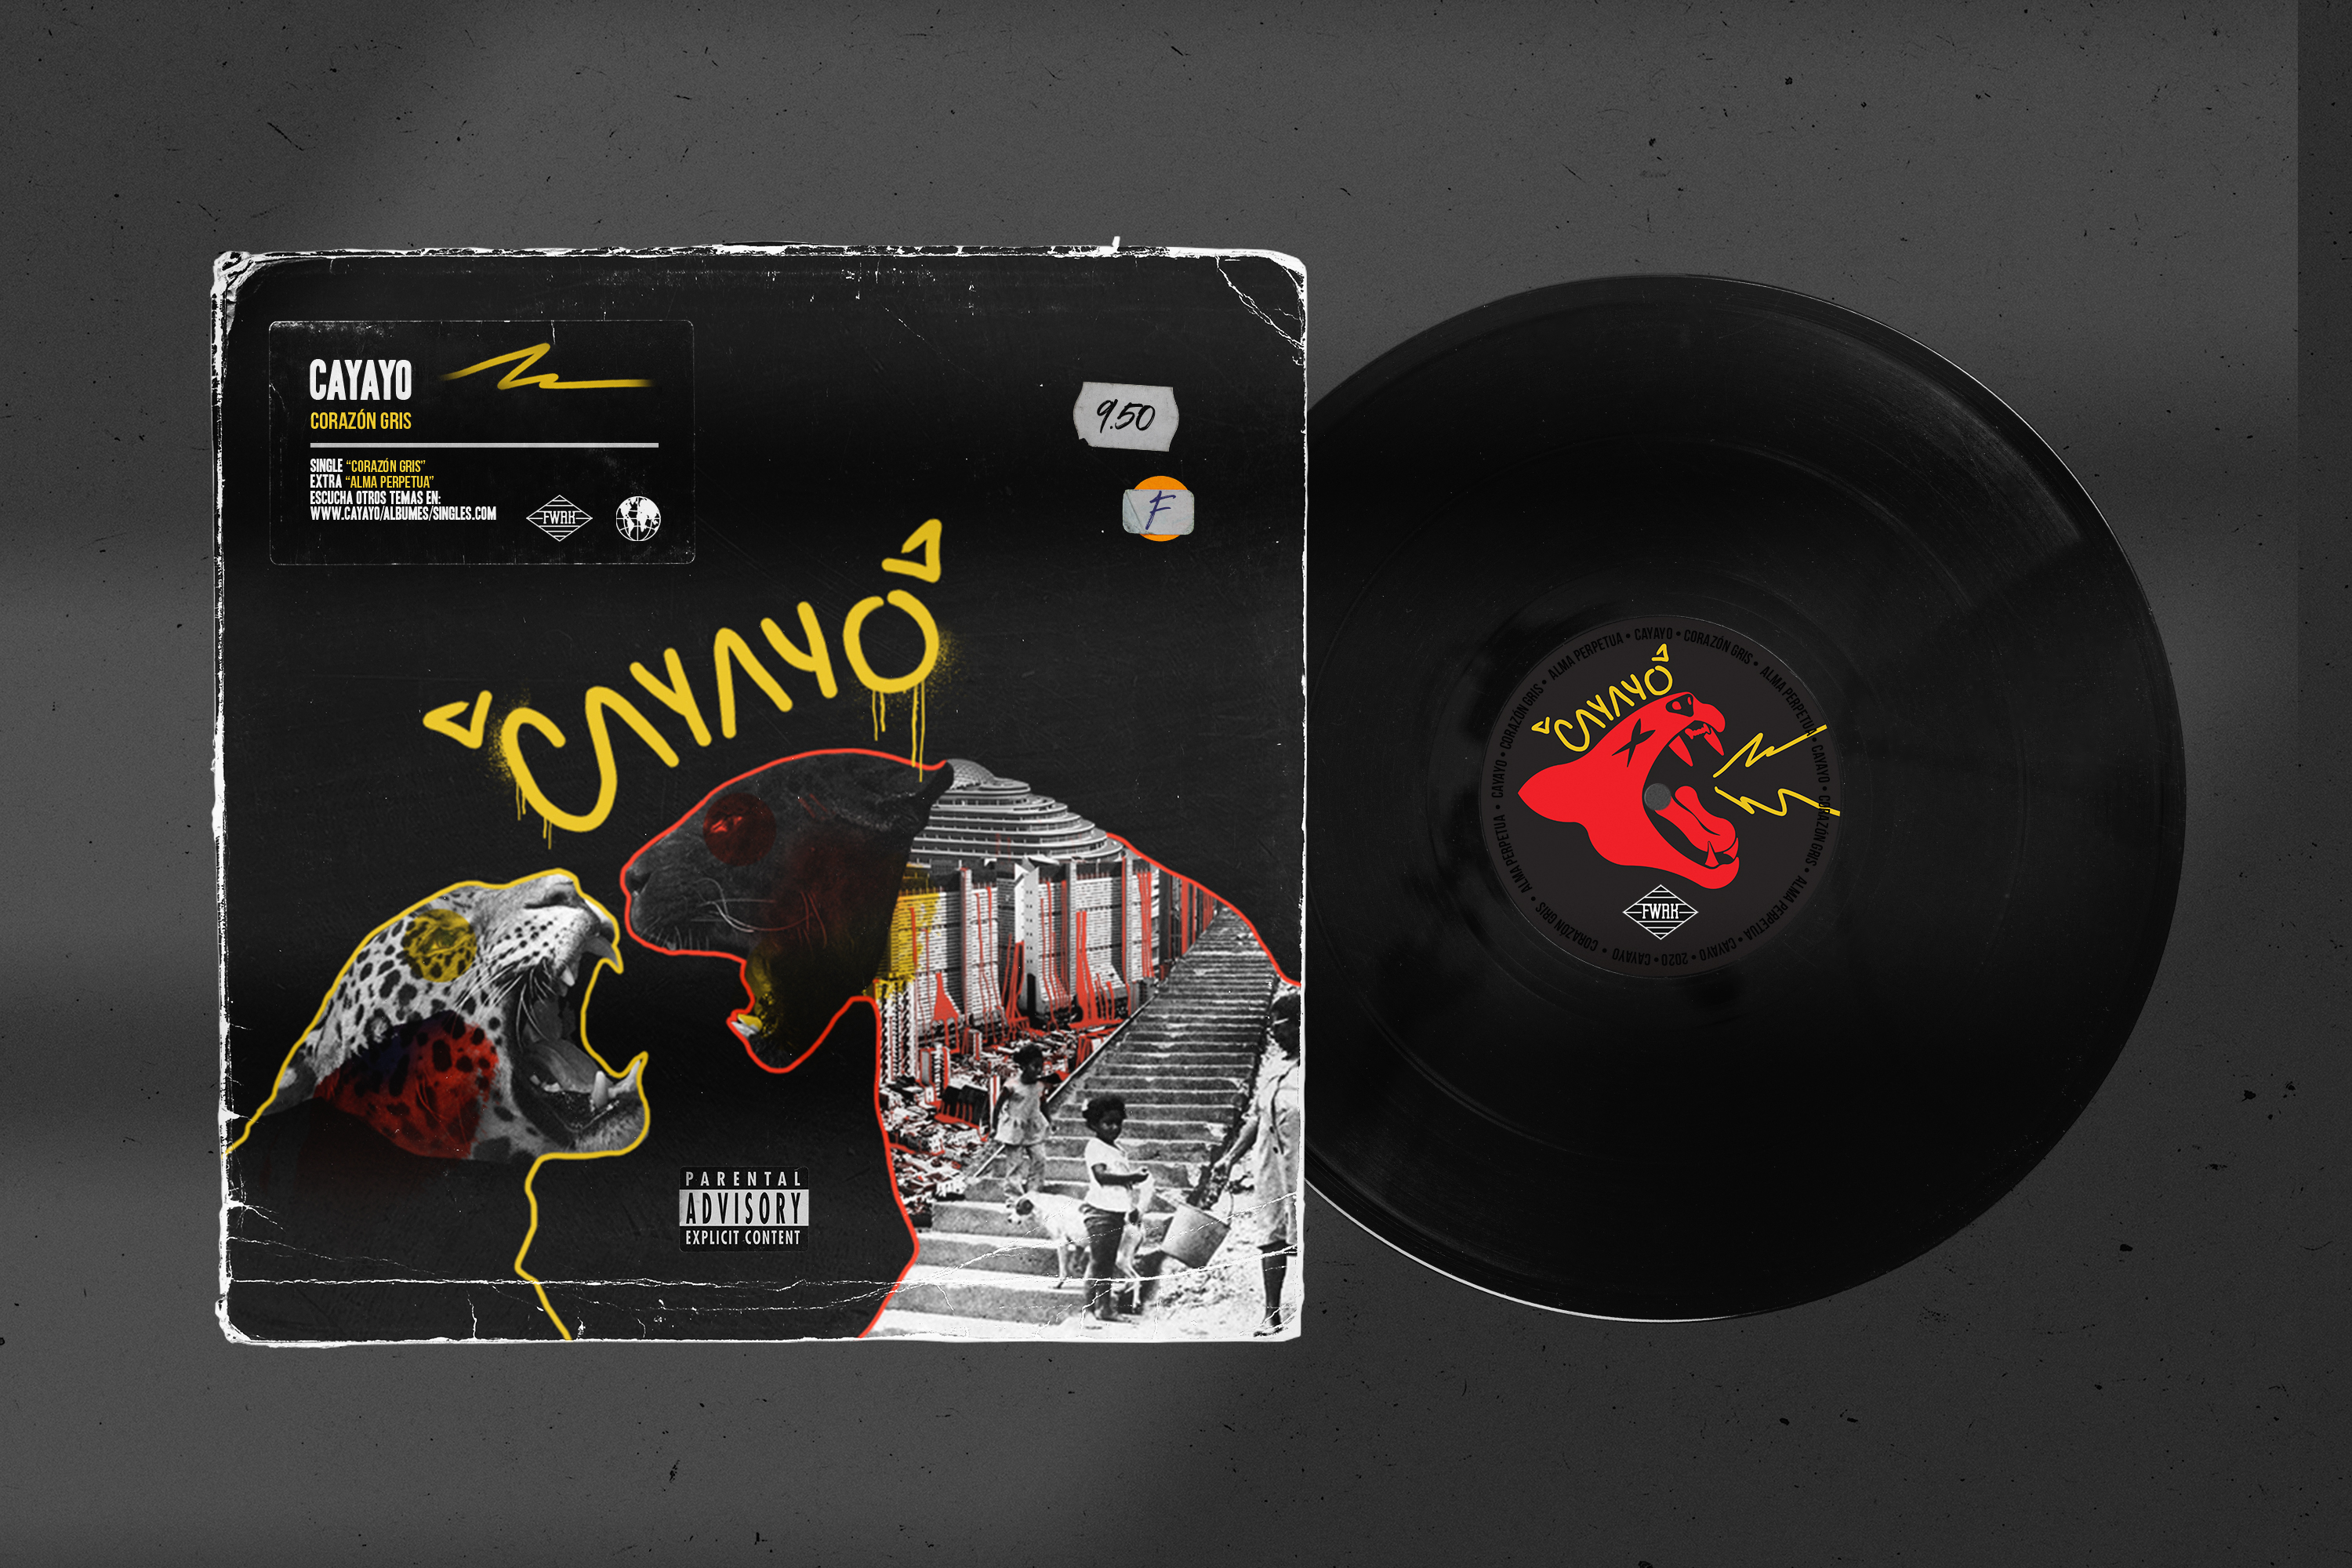 CAYAYO
CORAZÓN GRIS
SINGLE "CORAZÓN GRIS"
EXTRA "ALMA PERPETUA"
ESCUCHA OTROS TEMAS EN:
WWW.CAYAYO/ALBUMES/SINGLES.COM
FWRK
9.50
F
CAYAYO
PARENTAL
ADVISORY
EXPLICIT CONTENT
CAYAYO • CORAZÓN GRIS • ALMA PERPETUA • CAYAYO • CORAZÓN GRIS • ALMA PERPETUA • CAYAYO • 2020 • CAYAYO • CORAZÓN GRIS • ALMA PERPETUA • CAYAYO • CORAZÓN GRIS • ALMA PERPETUA •
CAYAYO
FWRK